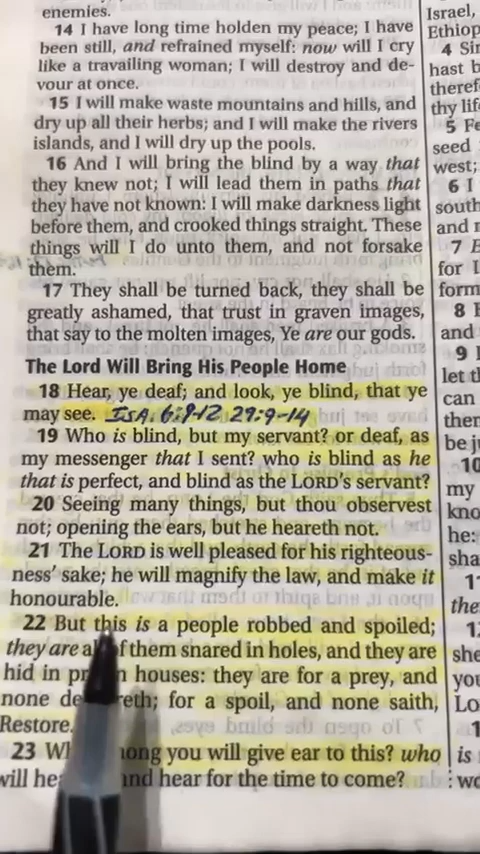 enemies.
14 I have long time holden my peace; I have
been still, and refrained myself: now will I cry
like a travailing woman; I will destroy and de-
vour at once.
15 I will make waste mountains and hills, and
dry up all their herbs; and I will make the rivers
islands, and I will dry up the pools.
16 And I will bring the blind by a way that
they knew not; I will lead them in paths that
they have not known: I will make darkness light
before them, and crooked things straight. These
things will I do unto them, and not forsake
them.
17 They shall be turned back, they shall be
greatly ashamed, that trust in graven images,
that say to the molten images, Ye are our gods.
The Lord Will Bring His People Home
18 Hear, ye deaf; and look, ye blind, that ye
may see. ISA. 6:9-12 29:9-14
19 Who is blind, but my servant? or deaf, as
my messenger that I sent? who is blind as he
that is perfect, and blind as the LORD's servant?
20 Seeing many things, but thou observest
not; opening the ears, but he heareth not.
21 The LORD is well pleased for his righteous-
ness' sake; he will magnify the law, and make it
honourable.
22 But this is a people robbed and spoiled;
they are of them snared in holes, and they are
hid in houses: they are for a prey, and
none for a spoil, and none saith,
Restore.
23 you will give ear to this? who
will and hear for the time to come?
Israel,
Ethiop
4
hast b
theref
thy lif
5
seed
west;
6 I
south
and
7
for I
form
8
and
9
let th
can
ther
be ju
10
my
kno
he:
sha
the
she
you
Lo
is